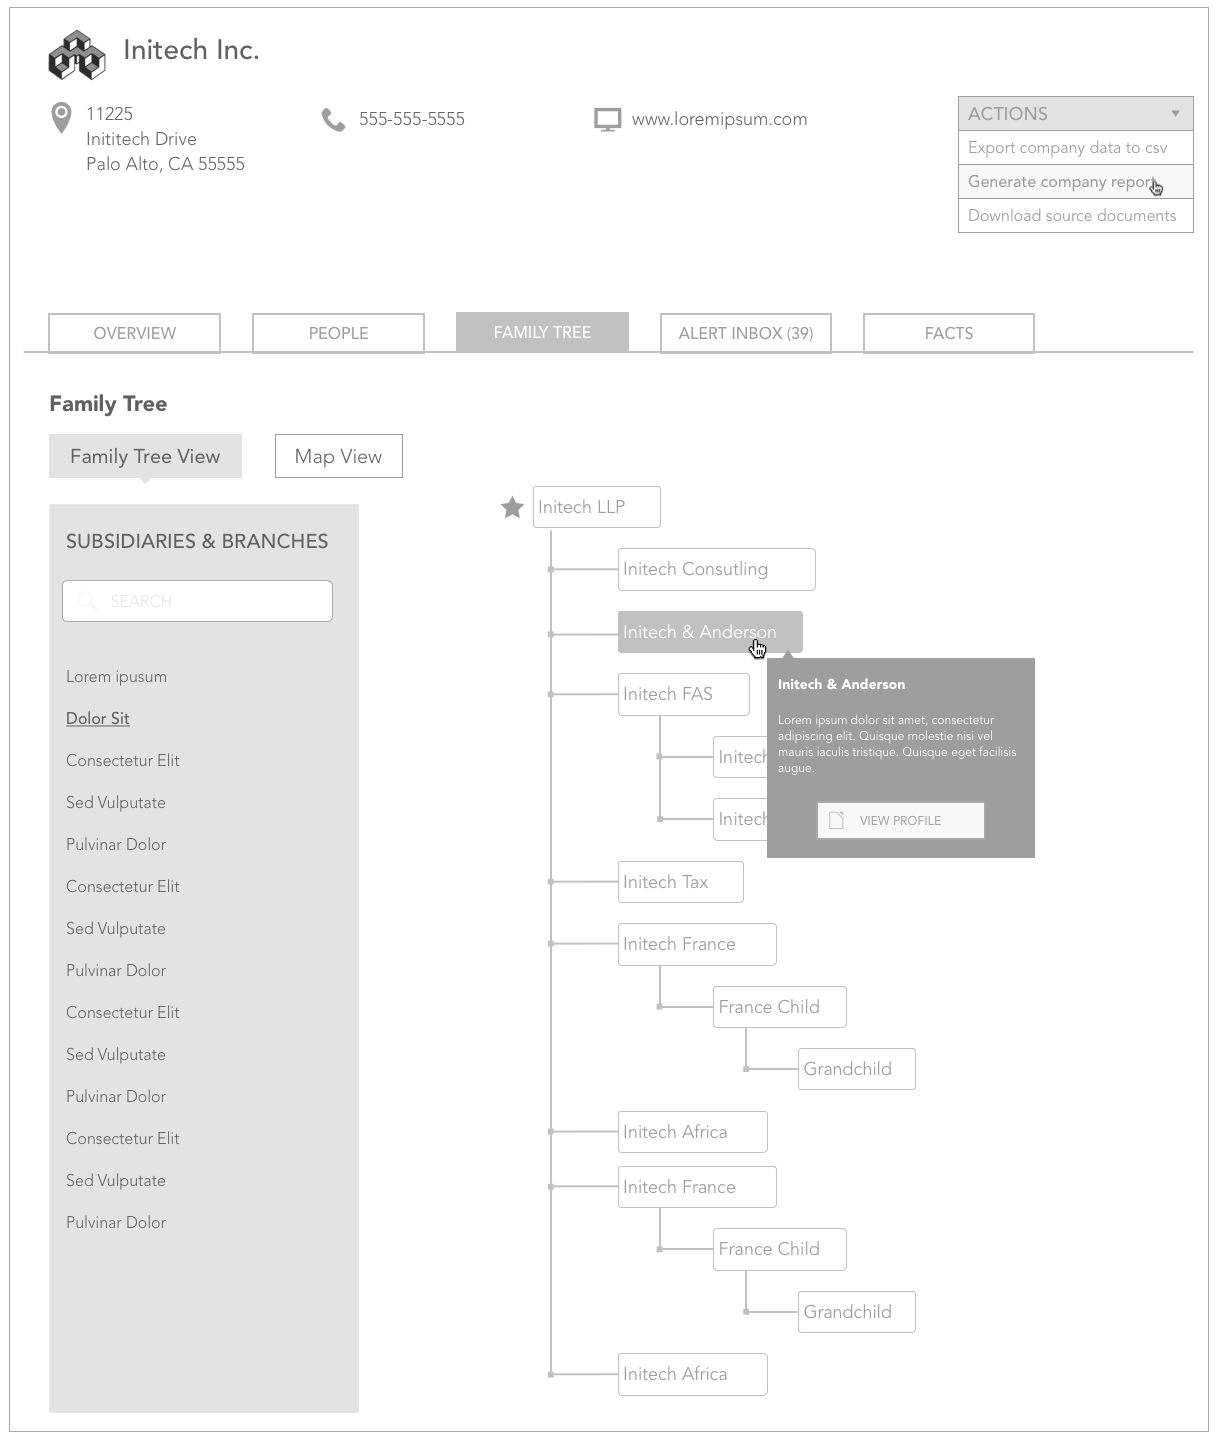 Initech Inc.
11225
Inititech Drive
Palo Alto, CA 55555
555-555-5555
www.loremipsum.com
ACTIONS
Export company data to csv
Generate company report
Download source documents
OVERVIEW
PEOPLE
FAMILY TREE
ALERT INBOX (39)
FACTS
Family Tree
Family Tree View
Map View
SUBSIDIARIES & BRANCHES
SEARCH
Lorem ipusum
Dolor Sit
Consectetur Elit
Sed Vulputate
Pulvinar Dolor
Consectetur Elit
Sed Vulputate
Pulvinar Dolor
Consectetur Elit
Sed Vulputate
Pulvinar Dolor
Consectetur Elit
Sed Vulputate
Pulvinar Dolor
Initech LLP
Initech Consutling
Initech & Anderson
Initech & Anderson
Lorem ipsum dolor sit amet, consectetur
adipiscing elit. Quisque molestie nisi vel
mauris iaculis tristique. Quisque eget facilisis
augue.
VIEW PROFILE
Initech FAS
Initech
Initech
Initech Tax
Initech France
France Child
Grandchild
Initech Africa
Initech France
France Child
Grandchild
Initech Africa